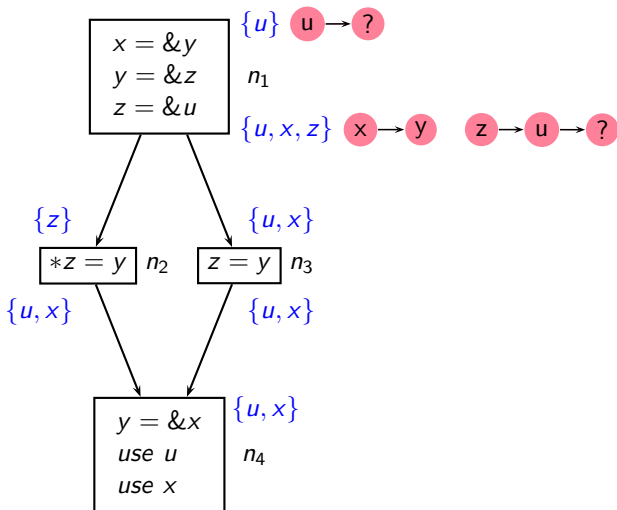 {u} u ?
x = &y
y = &z
z = &u
n1
{u, x, z} x y z u ?
{z} {u, x}
*z = y n2 z = y n3
{u, x} {u, x}
{u, x}
y = &x
use u
use x
n4